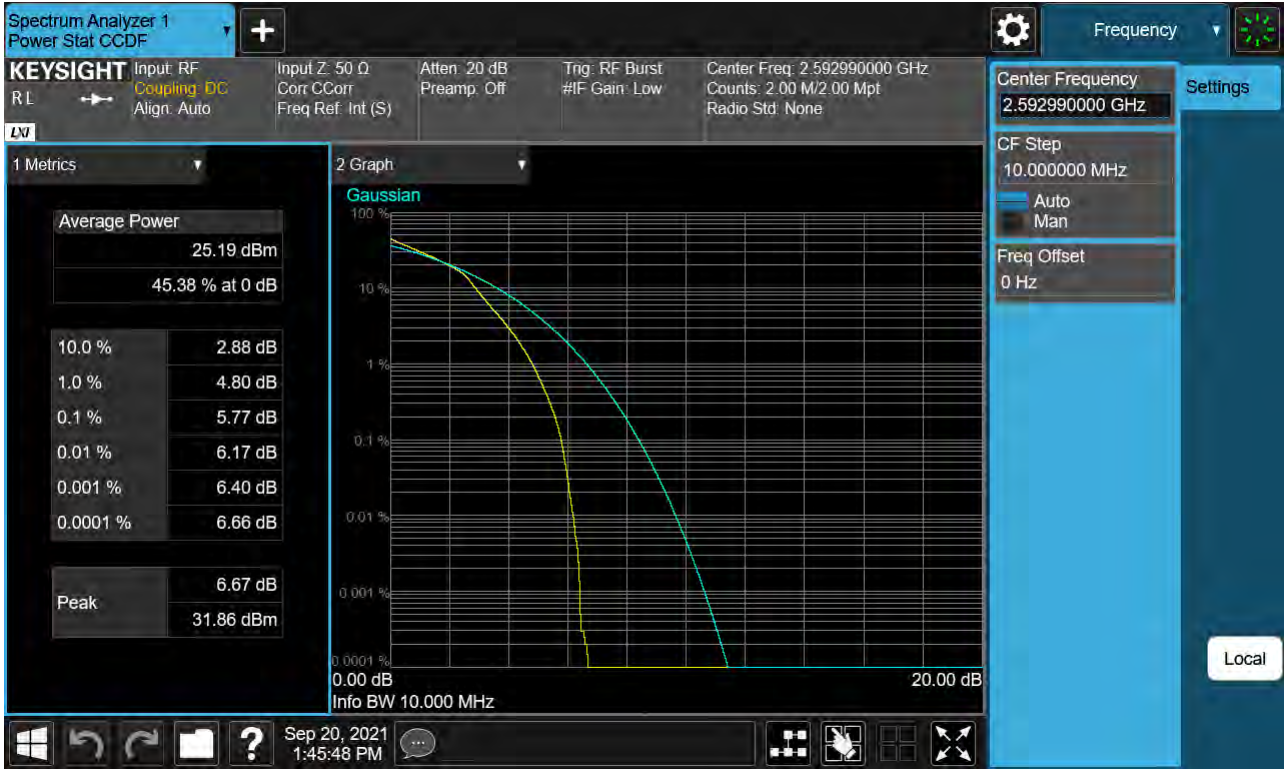 Spectrum Analyzer 1
Power Stat CCDF
+
Frequency
KEYSIGHT
R L
LXI
Input: RF
Coupling: DC
Align: Auto
Input Z: 50 Ω
Corr CCorr
Freq Ref: Int (S)
Atten: 20 dB
Preamp: Off
Trig: RF Burst
#IF Gain: Low
Center Freq: 2.592990000 GHz
Counts: 2.00 M/2.00 Mpt
Radio Std: None
1 Metrics
Average Power
25.19 dBm
45.38 % at 0 dB
10.0 % 2.88 dB
1.0 % 4.80 dB
0.1 % 5.77 dB
0.01 % 6.17 dB
0.001 % 6.40 dB
0.0001 % 6.66 dB
Peak
6.67 dB
31.86 dBm
2 Graph
Gaussian
100 %
10 %
1 %
0.1 %
0.01 %
0.001 %
0.0001 %
0.00 dB 20.00 dB
Info BW 10.000 MHz
Center Frequency
2.592990000 GHz
CF Step
10.000000 MHz
Auto
Man
Freq Offset
0 Hz
Settings
Local
?
Sep 20, 2021
1:45:48 PM